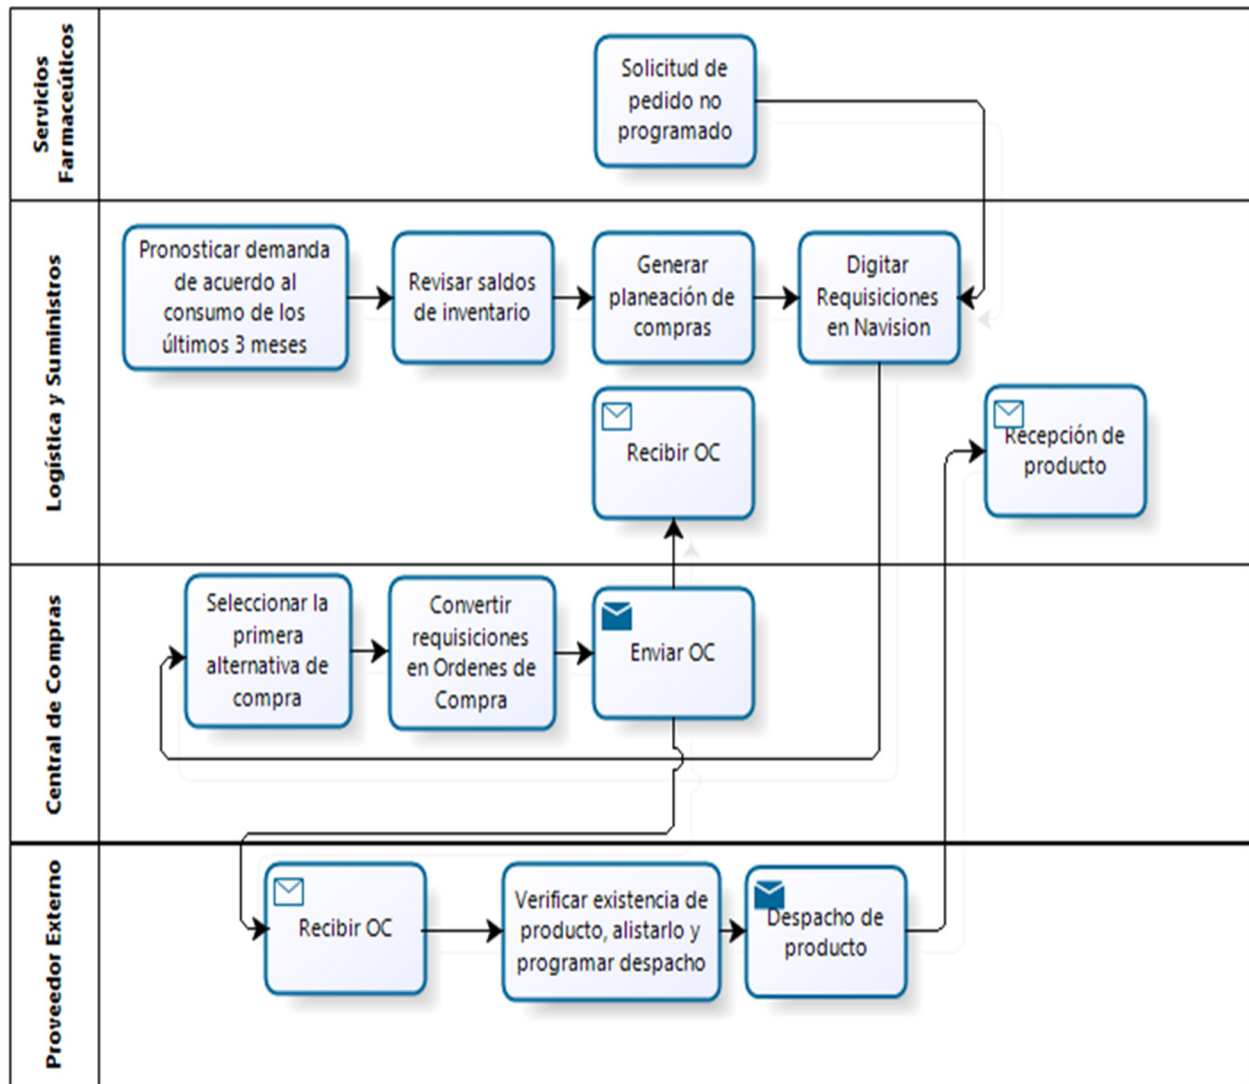 Servicios
Farmaceúticos
Solicitud de
pedido no
programado
Logística y Suministros
Pronosticar demanda
de acuerdo al
consumo de los
últimos 3 meses
Revisar saldos
de inventario
Generar
planeación de
compras
Digitar
Requisiciones
en Navision
Recibir OC
Recepción de
producto
Central de Compras
Seleccionar la
primera
alternativa de
compra
Convertir
requisiciones
en Ordenes de
Compra
Enviar OC
Proveedor Externo
Recibir OC
Verificar existencia de
producto, alistarlo y
programar despacho
Despacho de
producto